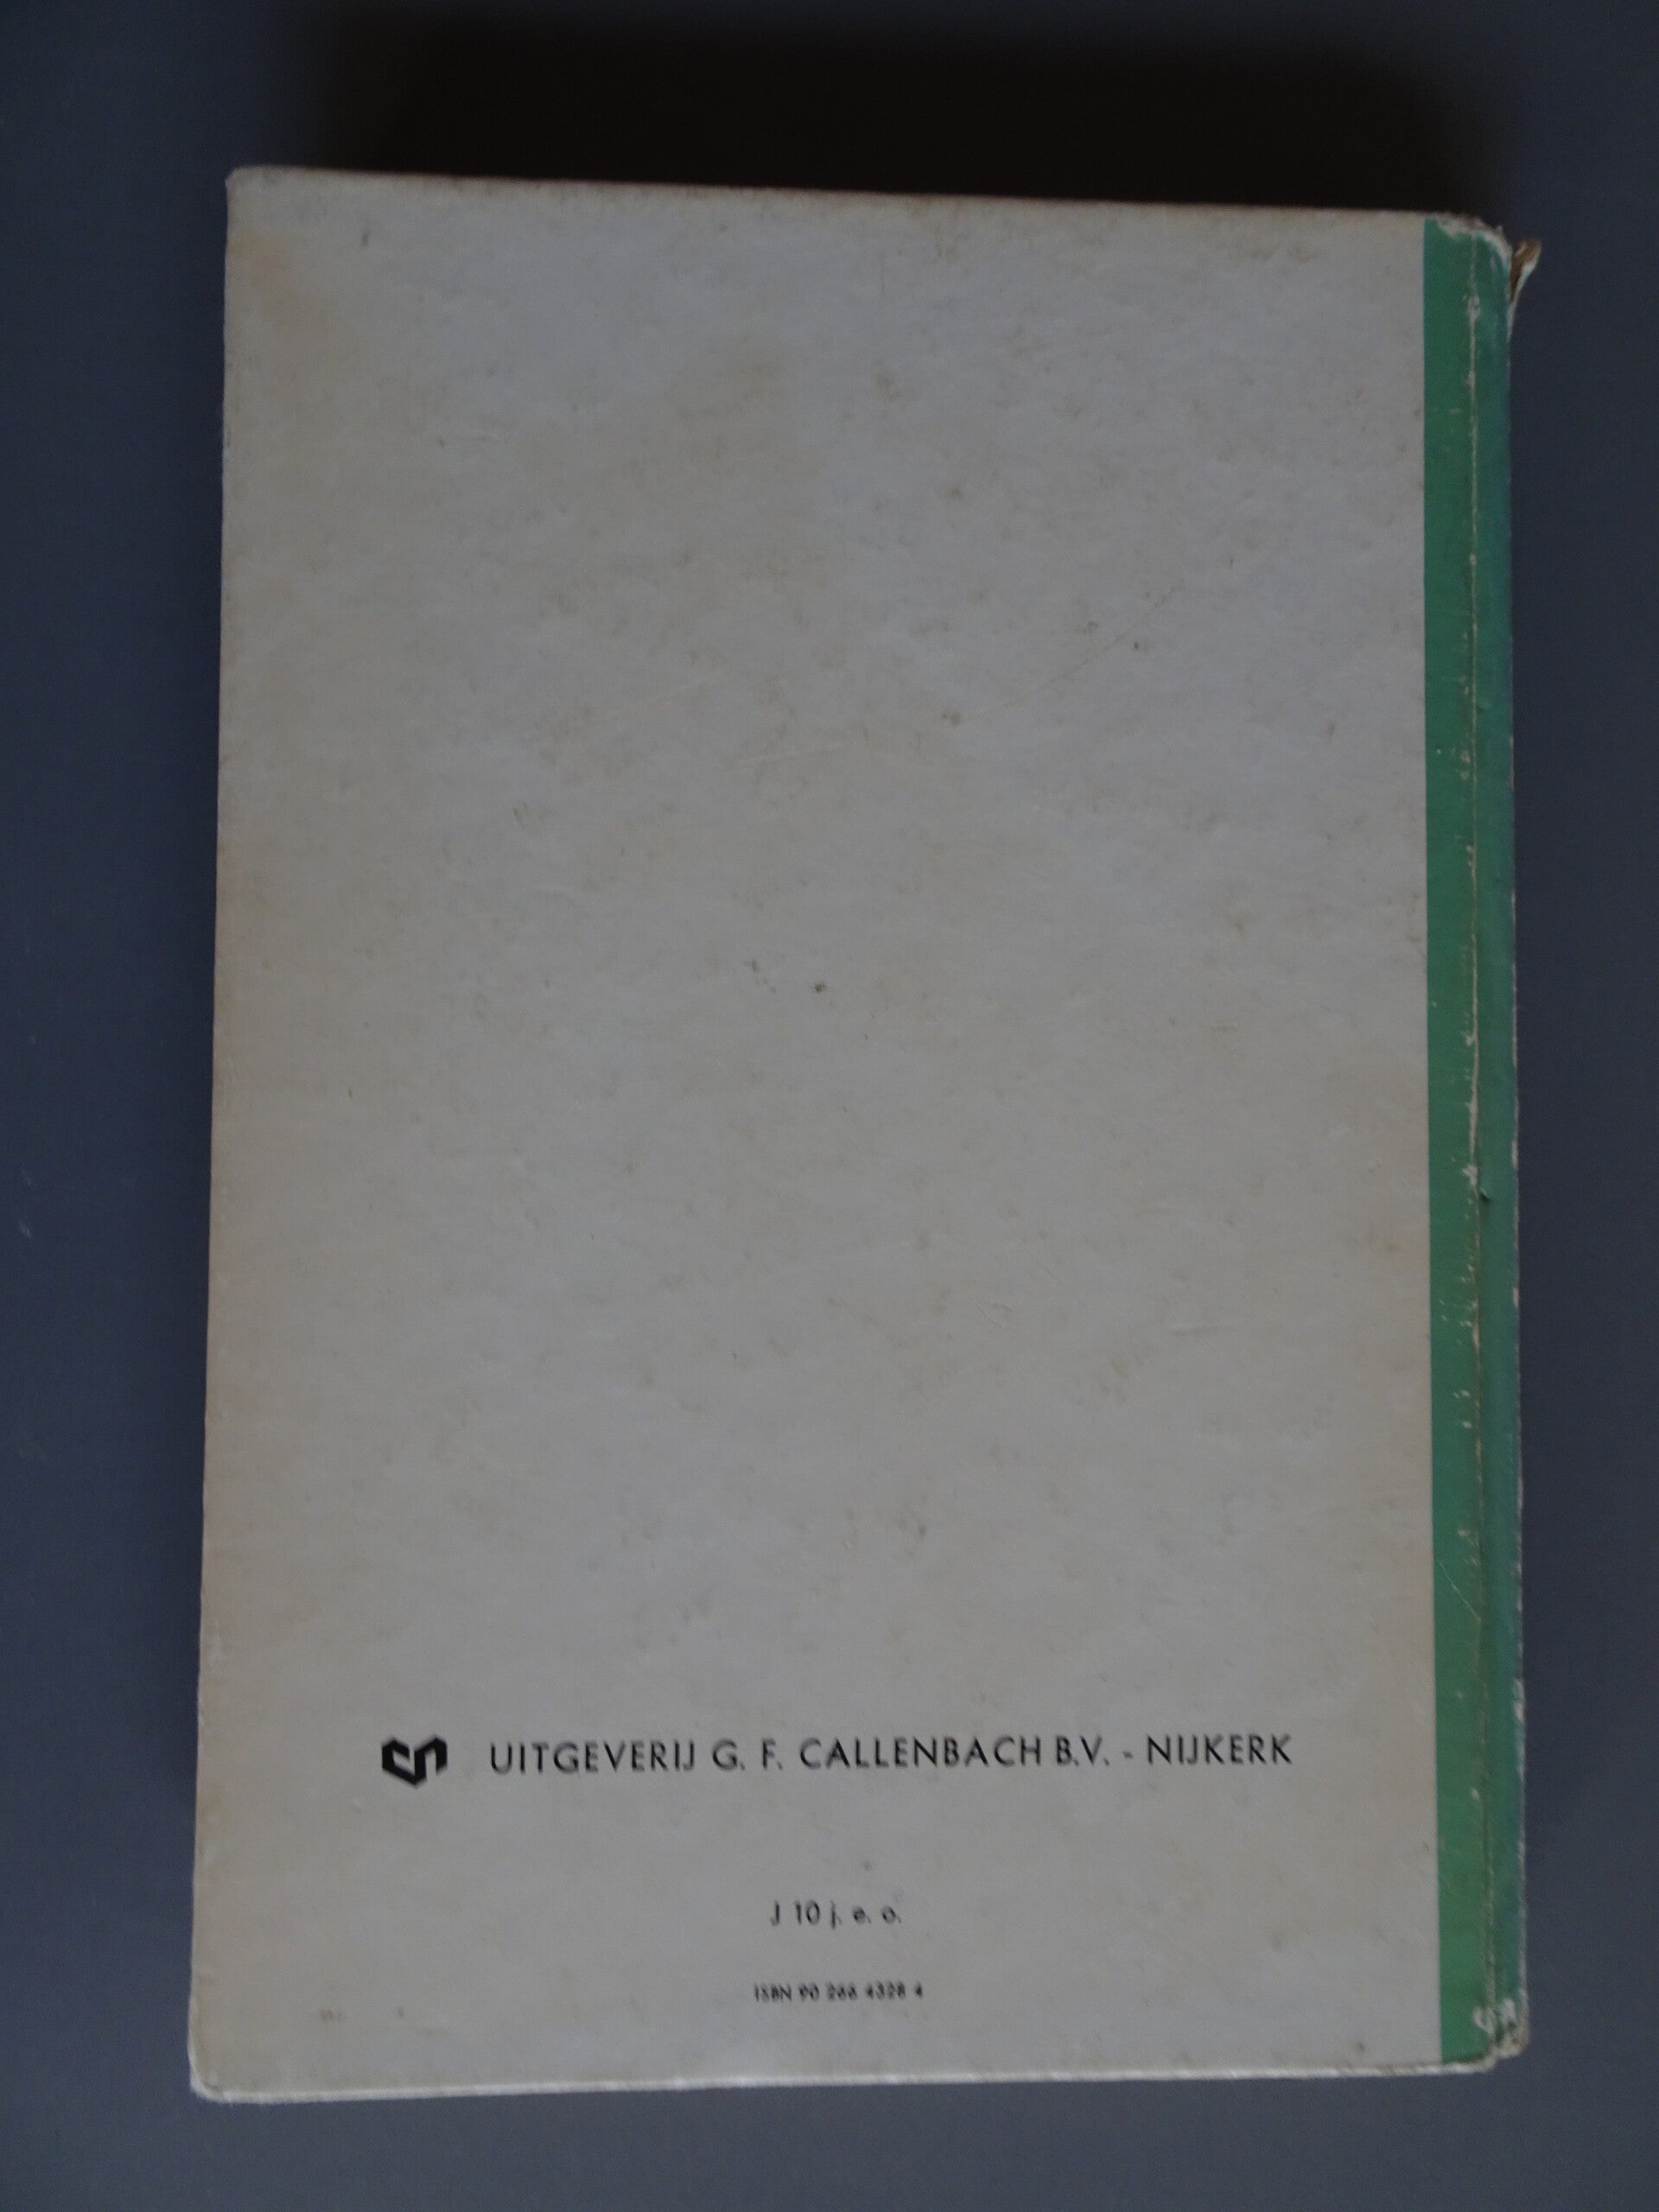 UITGEVERIJ G. F. CALLENBACH B.V. - NIJKERK
J 10 j. e. o.
ISBN 90 266 4328 4